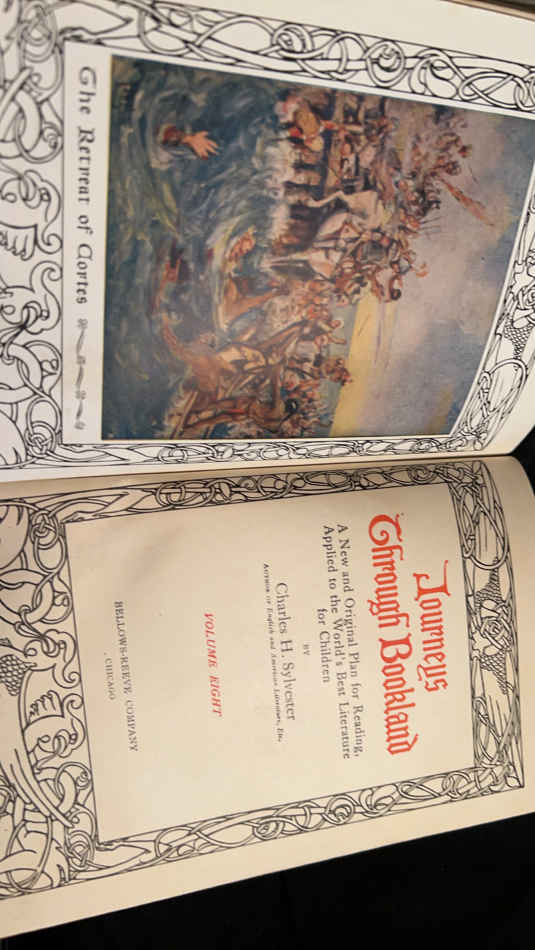 The Retreat of Cortes
Journeys
Through Bookland
A New and Original Plan for Reading,
Applied to the World's Best Literature
for Children
BY
Charles H. Sylvester
AUTHOR OF English and American Literature, Etc.
VOLUME EIGHT
BELLOWS-REEVE COMPANY
CHICAGO